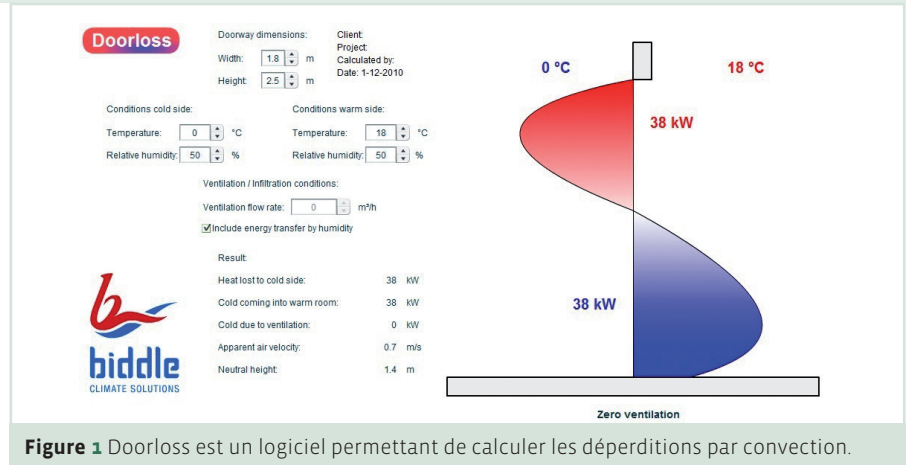 Doorloss
Doorway dimensions:
Width: 1.8 m
Height: 2.5 m
Client:
Project:
Calculated by:
Date: 1-12-2010
Conditions cold side:
Temperature: 0 °C
Relative humidity: 50 %
Conditions warm side:
Temperature: 18 °C
Relative humidity: 50 %
Ventilation / Infiltration conditions:
Ventilation flow rate: 0 m³/h
Include energy transfer by humidity
Result:
Heat lost to cold side: 38 kW
Cold coming into warm room: 38 kW
Cold due to ventilation: 0 kW
Apparent air velocity: 0.7 m/s
Neutral height: 1.4 m
biddle
CLIMATE SOLUTIONS
0 °C
18 °C
38 kW
38 kW
Zero ventilation
Figure 1 Doorloss est un logiciel permettant de calculer les déperditions par convection.